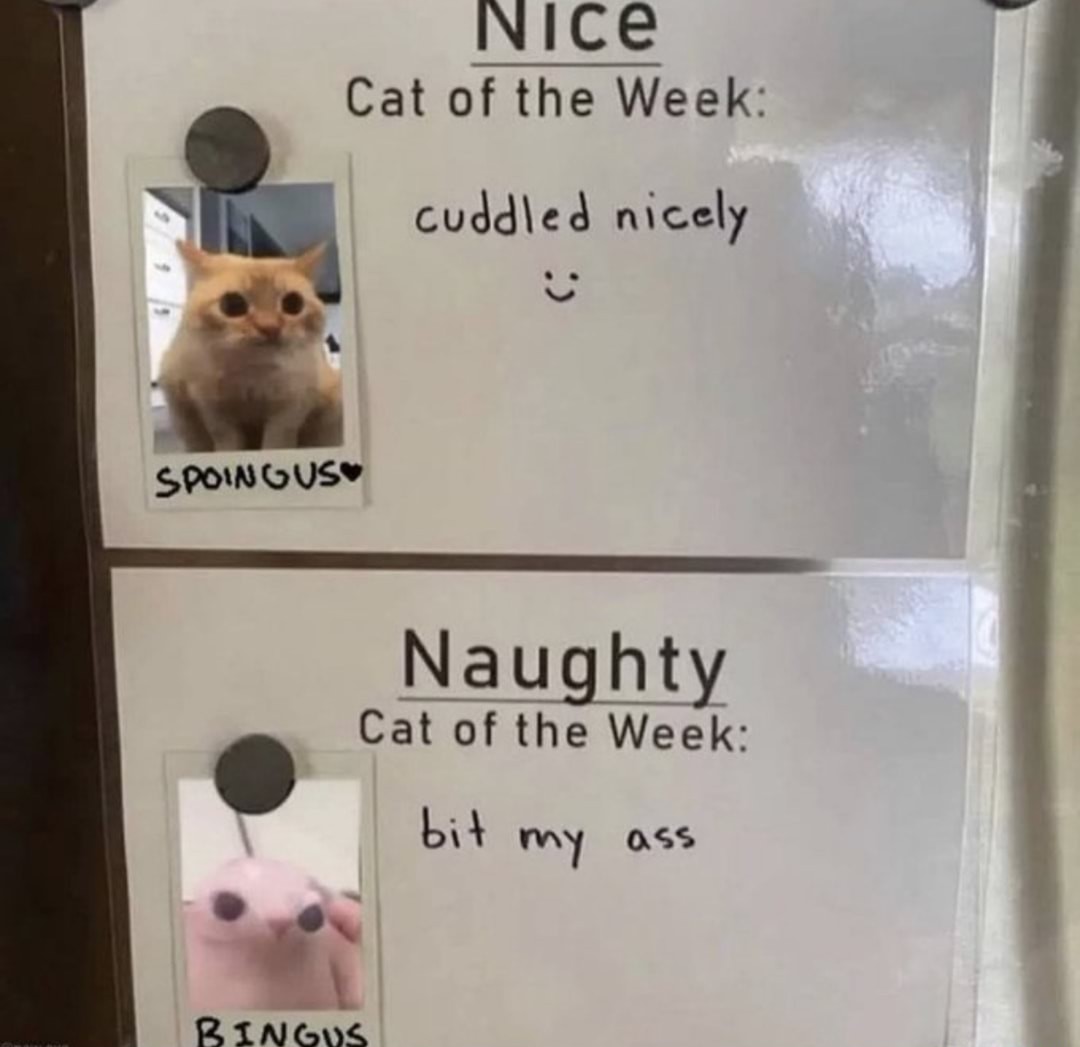 Nice
Cat of the Week:
cuddled nicely
:)
SPOINGUS♥
Naughty
Cat of the Week:
bit my ass
BINGUS